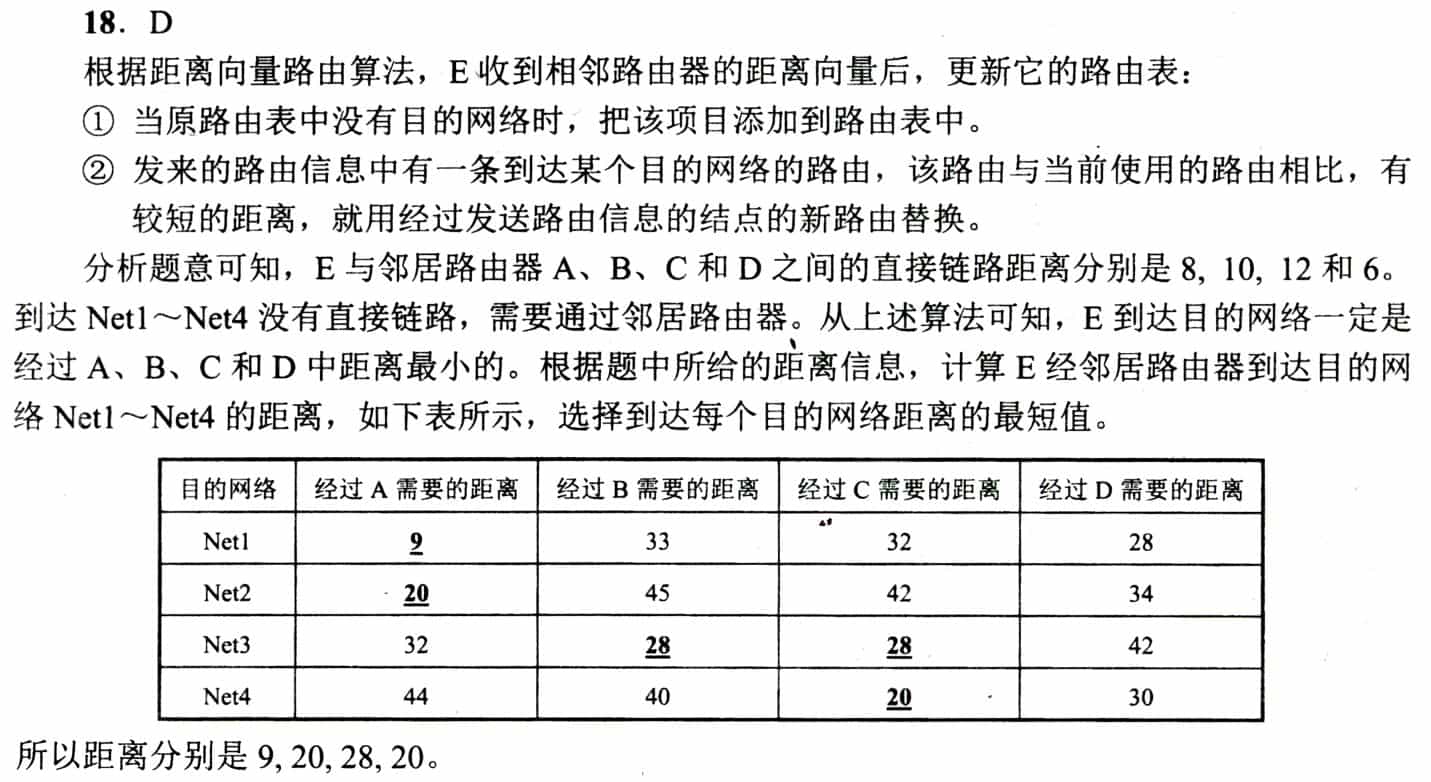 18. D
根据距离向量路由算法，E 收到相邻路由器的距离向量后，更新它的路由表：
① 当原路由表中没有目的网络时，把该项目添加到路由表中。
② 发来的路由信息中有一条到达某个目的网络的路由，该路由与当前使用的路由相比，有
较短的距离，就用经过发送路由信息的结点的新路由替换。
分析题意可知，E 与邻居路由器 A、B、C 和 D 之间的直接链路距离分别是 8, 10, 12 和 6。
到达 Net1～Net4 没有直接链路，需要通过邻居路由器。从上述算法可知，E 到达目的网络一定是
经过 A、B、C 和 D 中距离最小的。根据题中所给的距离信息，计算 E 经邻居路由器到达目的网
络 Net1～Net4 的距离，如下表所示，选择到达每个目的网络距离的最短值。
目的网络 经过 A 需要的距离 经过 B 需要的距离 经过 C 需要的距离 经过 D 需要的距离
Net1 9 33 32 28
Net2 20 45 42 34
Net3 32 28 28 42
Net4 44 40 20 30
所以距离分别是 9, 20, 28, 20。